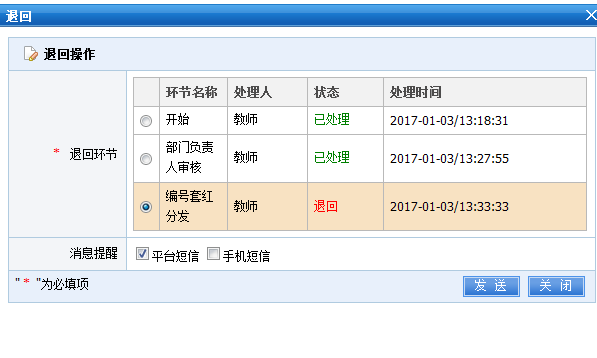 退回
退回操作
环节名称 处理人 状态 处理时间
开始 教师 已处理 2017-01-03/13:18:31
部门负责
人审核 教师 已处理 2017-01-03/13:27:55
* 退回环节
编号套红
分发 教师 退回 2017-01-03/13:33:33
消息提醒 平台短信 手机短信
" * "为必填项 发 送 关 闭